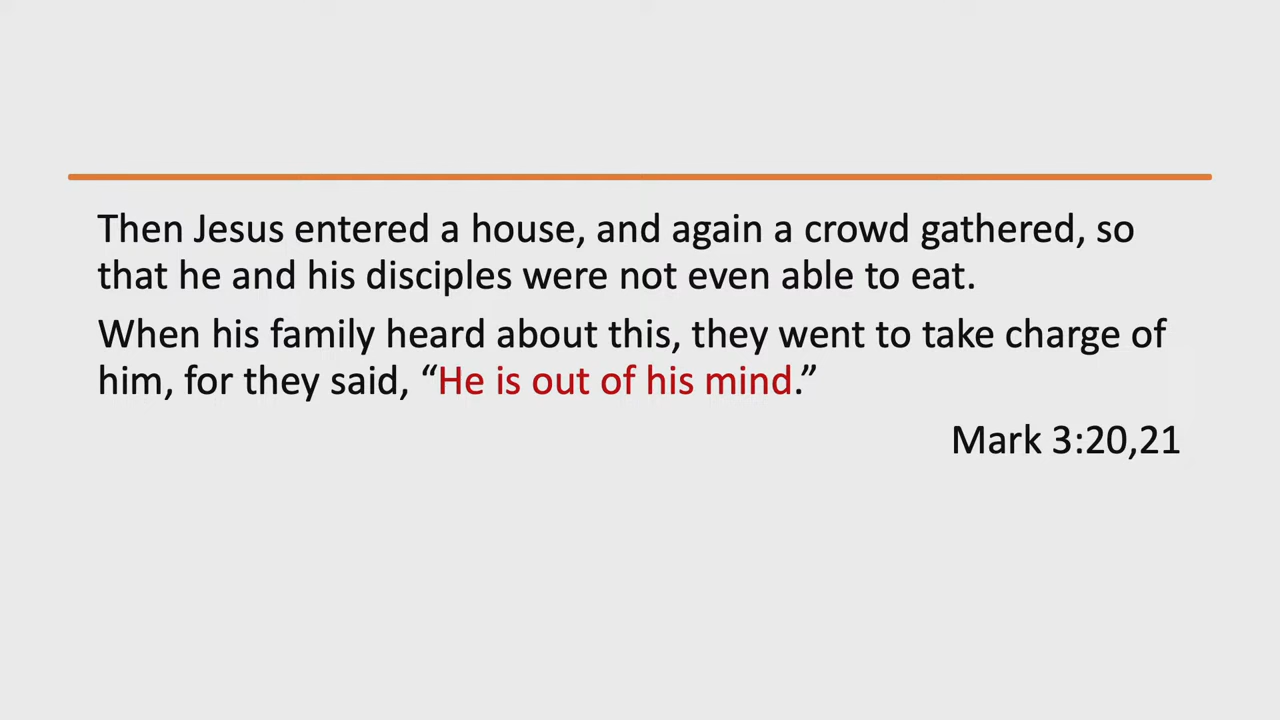 Then Jesus entered a house, and again a crowd gathered, so
that he and his disciples were not even able to eat.
When his family heard about this, they went to take charge of
him, for they said, “He is out of his mind.”
Mark 3:20,21